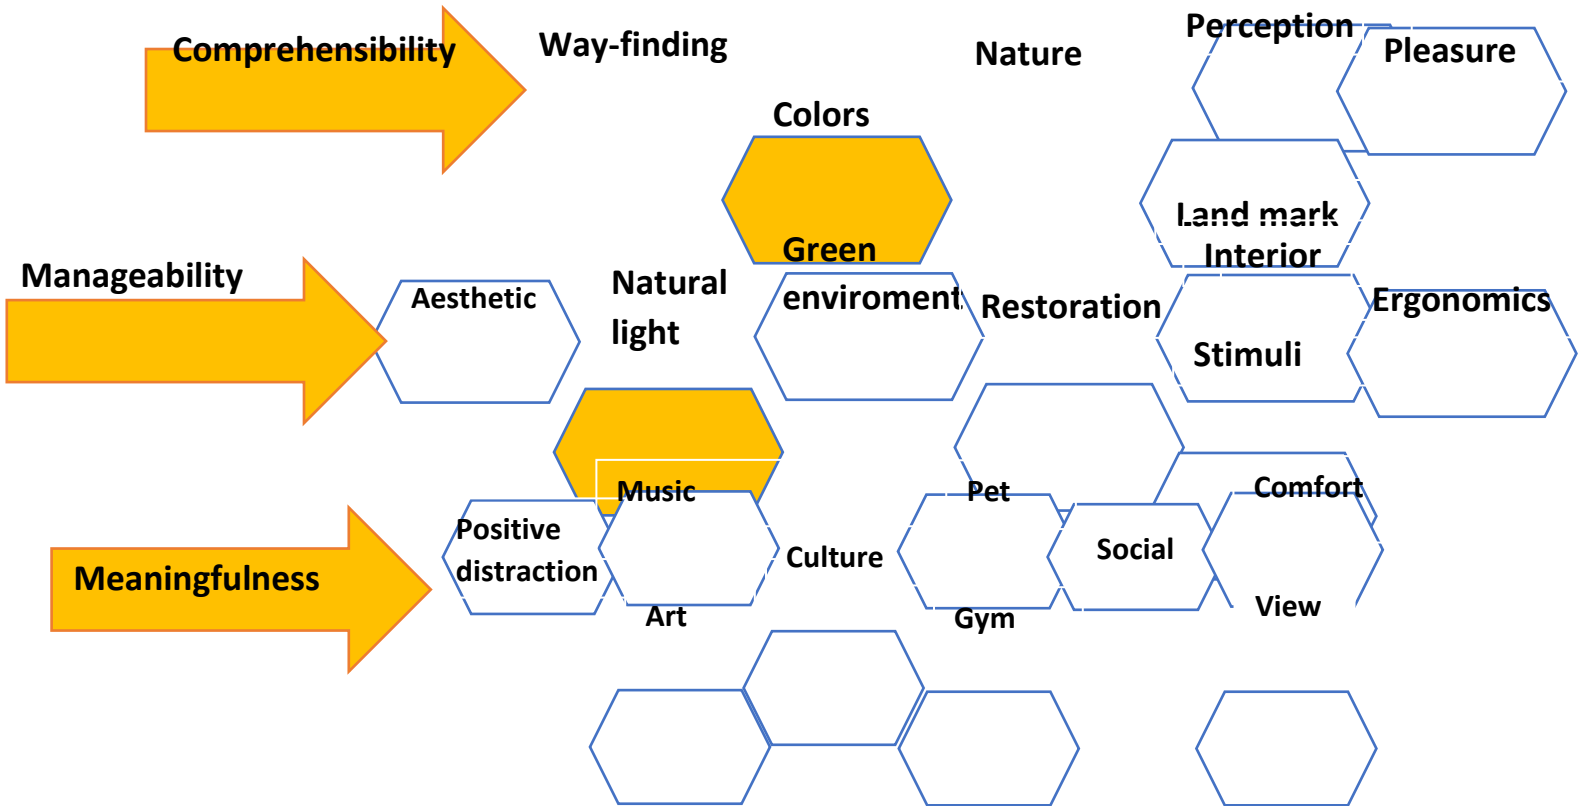 Comprehensibility
Way-finding
Nature
Perception
Pleasure
Colors
Land mark
Manageability
Aesthetic
Natural
light
Green
enviroment
Restoration
Interior
Stimuli
Ergonomics
Meaningfulness
Positive
distraction
Music
Art
Culture
Pet
Gym
Social
Comfort
View